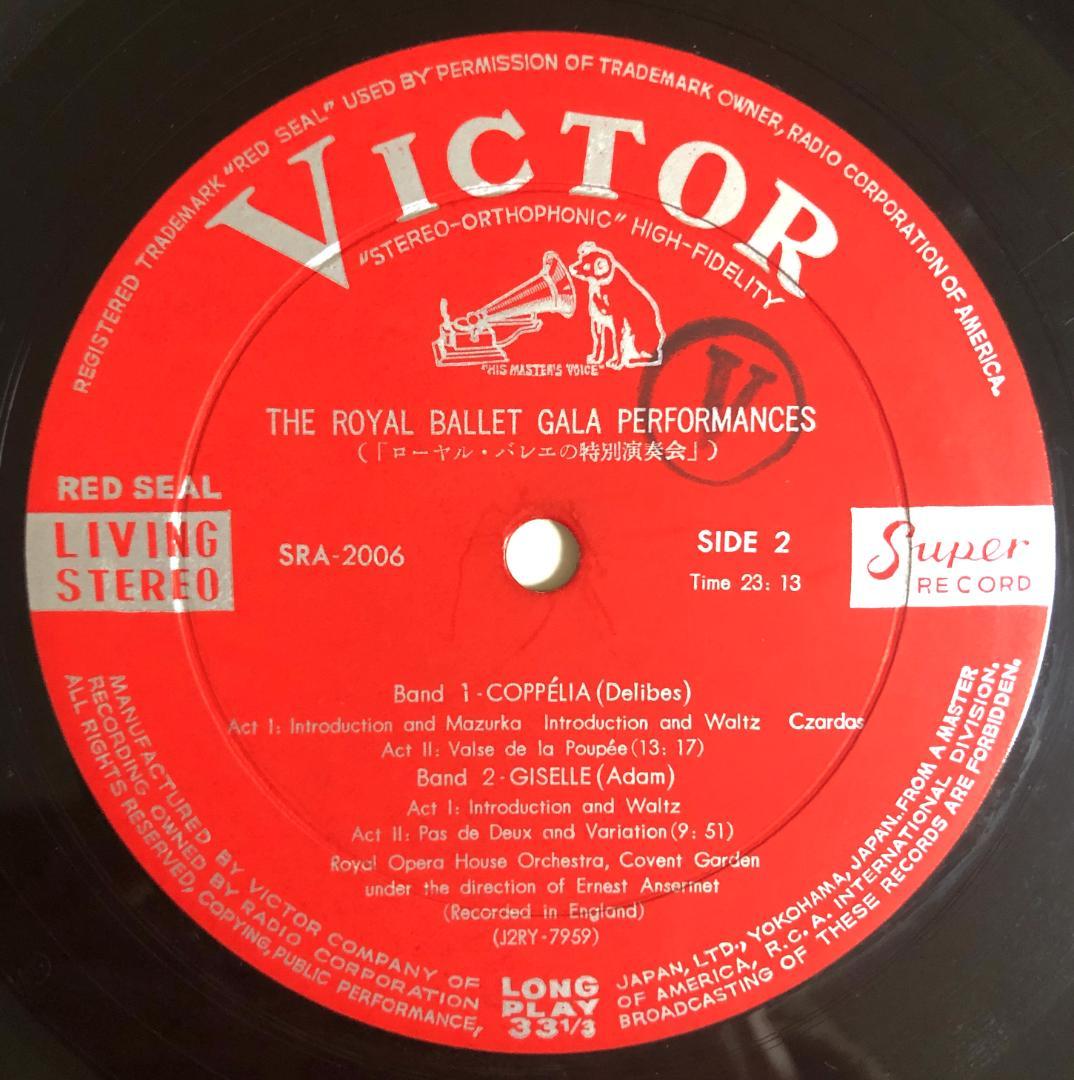 REGISTERED TRADEMARK "RED SEAL" USED BY PERMISSION OF TRADEMARK OWNER, RADIO CORPORATION OF AMERICA.
VICTOR
"STEREO-ORTHOPHONIC" HIGH-FIDELITY
"HIS MASTER'S VOICE"
V
THE ROYAL BALLET GALA PERFORMANCES
(「ローヤル・バレエの特別演奏会」)
RED SEAL
LIVING
STEREO
SRA-2006
SIDE 2
Time 23: 13
Super
RECORD
Band 1-COPPÉLIA (Delibes)
Act I: Introduction and Mazurka Introduction and Waltz Czardas
Act II: Valse de la Poupée (13: 17)
Band 2-GISELLE (Adam)
Act I: Introduction and Waltz
Act II: Pas de Deux and Variation (9: 51)
Royal Opera House Orchestra, Covent Garden
under the direction of Ernest Ansermet
(Recorded in England)
(J2RY-7959)
MANUFACTURED BY VICTOR COMPANY OF JAPAN, LTD., YOKOHAMA, JAPAN. FROM A MASTER
RECORDING OWNED BY RADIO CORPORATION OF AMERICA, R.C.A. INTERNATIONAL DIVISION.
ALL RIGHTS RESERVED, COPYING, PUBLIC PERFORMANCE, BROADCASTING OF THESE RECORDS ARE FORBIDDEN.
LONG
PLAY
33 1/3